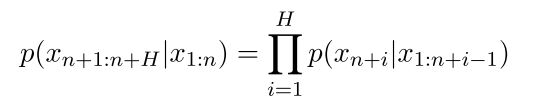 $p(x_{n+1:n+H}|x_{1:n}) = \prod_{i=1}^{H} p(x_{n+i}|x_{1:n+i-1})$